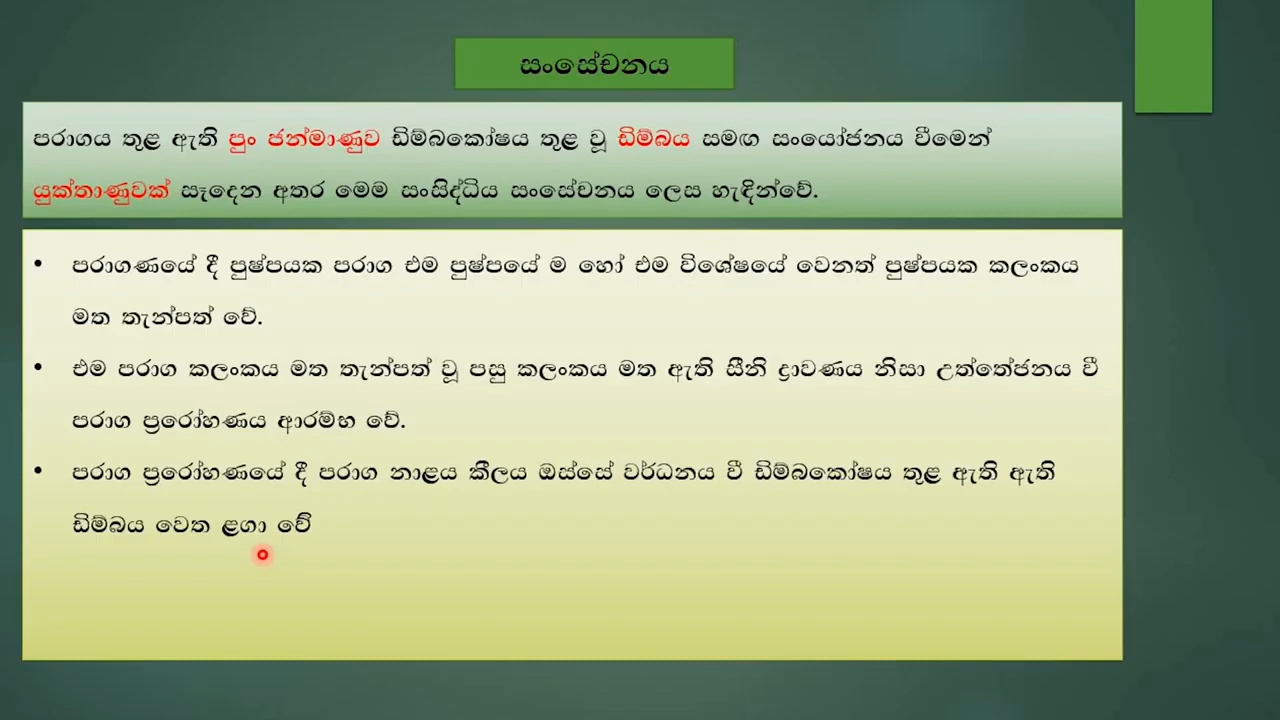 සංසේචනය
පරාගය තුළ ඇති පුං ජන්මාණුව ඩිම්බකෝෂය තුළ වූ ඩිම්බය සමඟ සංයෝජනය වීමෙන්
යුක්තාණුවක් සෑදෙන අතර මෙම සංසිද්ධිය සංසේචනය ලෙස හැඳින්වේ.
• පරාගණයේ දී පුෂ්පයක පරාග එම පුෂ්පයේ ම හෝ එම විශේෂයේ වෙනත් පුෂ්පයක කලංකය
මත තැන්පත් වේ.
• එම පරාග කලංකය මත තැන්පත් වූ පසු කලංකය මත ඇති සීනි ද්‍රාවණය නිසා උත්තේජනය වී
පරාග ප්‍රරෝහණය ආරම්භ වේ.
• පරාග ප්‍රරෝහණයේ දී පරාග නාළය කීලය ඔස්සේ වර්ධනය වී ඩිම්බකෝෂය තුළ ඇති ඇති
ඩිම්බය වෙත ළගා වේ